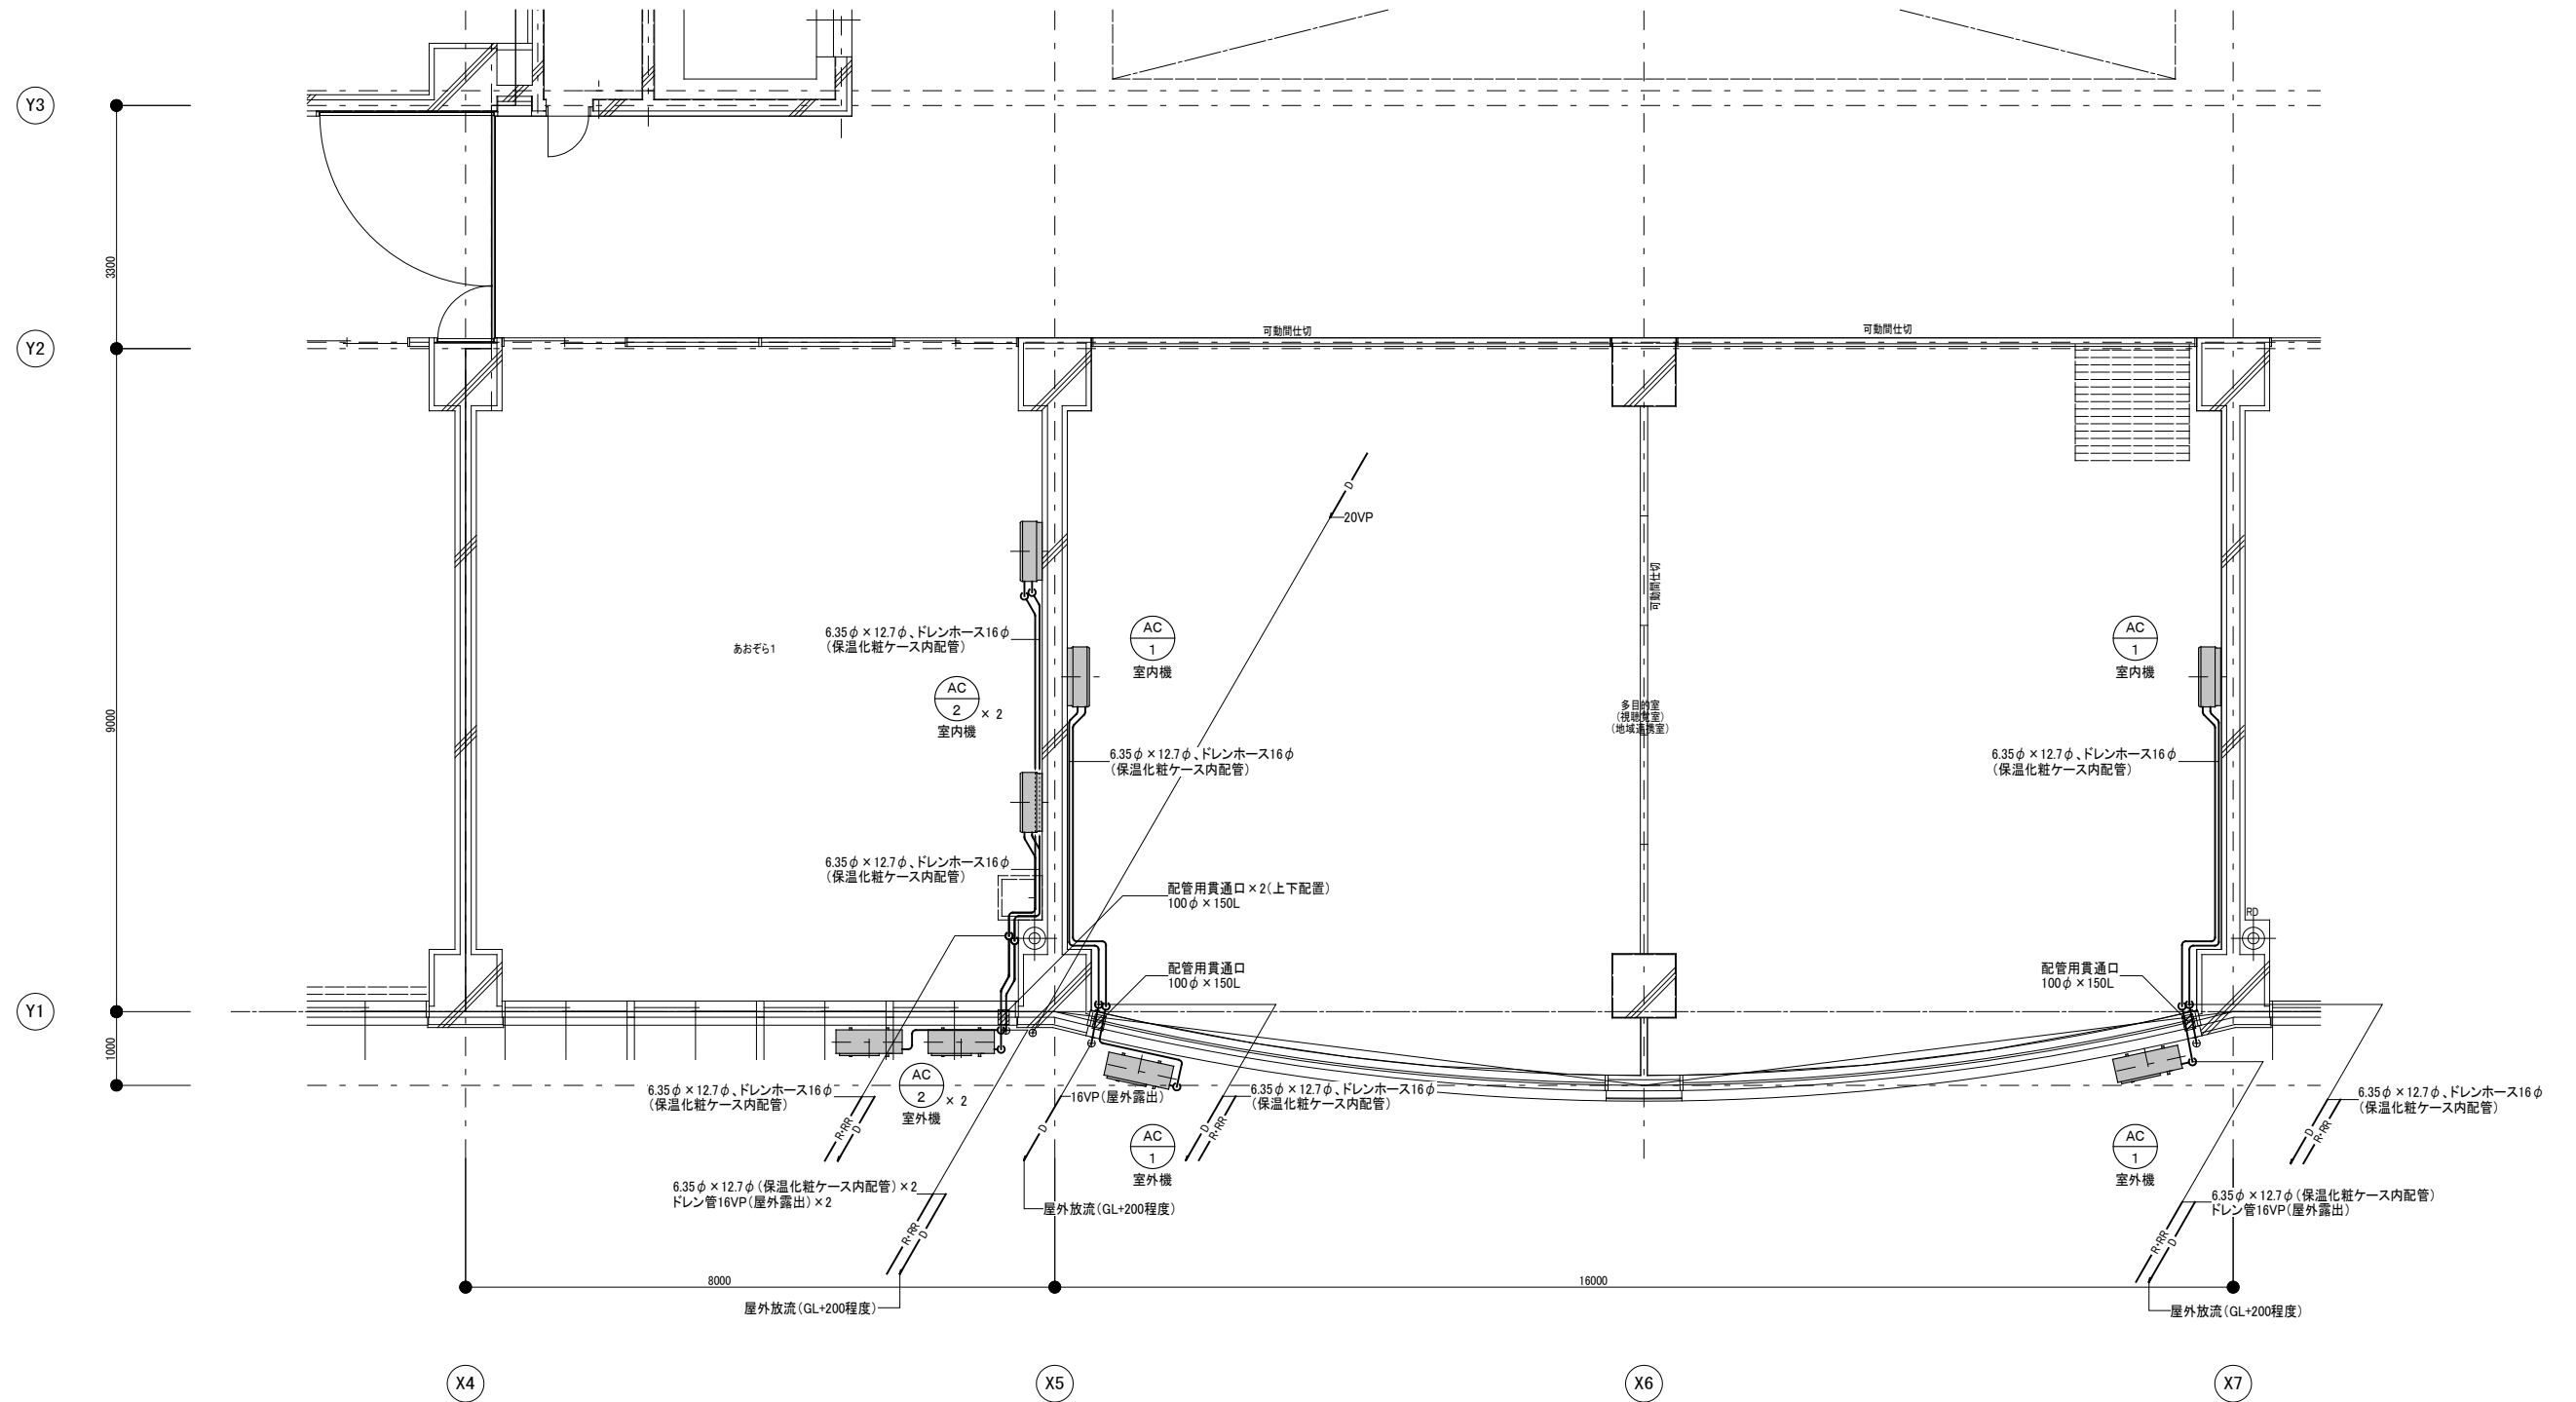 Y3
3300
Y2
可動間仕切
可動間仕切
D
20VP
可動間仕切
6.35φ×12.7φ、ドレンホース16φ
(保温化粧ケース内配管)
あおぞら1
AC
1
室内機
AC
1
室内機
AC
2
× 2
室内機
9000
多目的室
(視聴覚室)
(地域連携室)
6.35φ×12.7φ、ドレンホース16φ
(保温化粧ケース内配管)
6.35φ×12.7φ、ドレンホース16φ
(保温化粧ケース内配管)
6.35φ×12.7φ、ドレンホース16φ
(保温化粧ケース内配管)
配管用貫通口×2(上下配置)
100φ×150L
RD
配管用貫通口
100φ×150L
配管用貫通口
100φ×150L
Y1
1000
6.35φ×12.7φ、ドレンホース16φ
(保温化粧ケース内配管)
R・RR
D
AC
2
× 2
室外機
16VP(屋外露出)
D
6.35φ×12.7φ、ドレンホース16φ
(保温化粧ケース内配管)
D
R・RR
6.35φ×12.7φ、ドレンホース16φ
(保温化粧ケース内配管)
D
R・RR
AC
1
室外機
AC
1
室外機
6.35φ×12.7φ(保温化粧ケース内配管)×2
ドレン管16VP(屋外露出)×2
R・RR
D
屋外放流(GL+200程度)
6.35φ×12.7φ(保温化粧ケース内配管)
ドレン管16VP(屋外露出)
R・RR
D
8000
16000
屋外放流(GL+200程度)
屋外放流(GL+200程度)
X4
X5
X6
X7